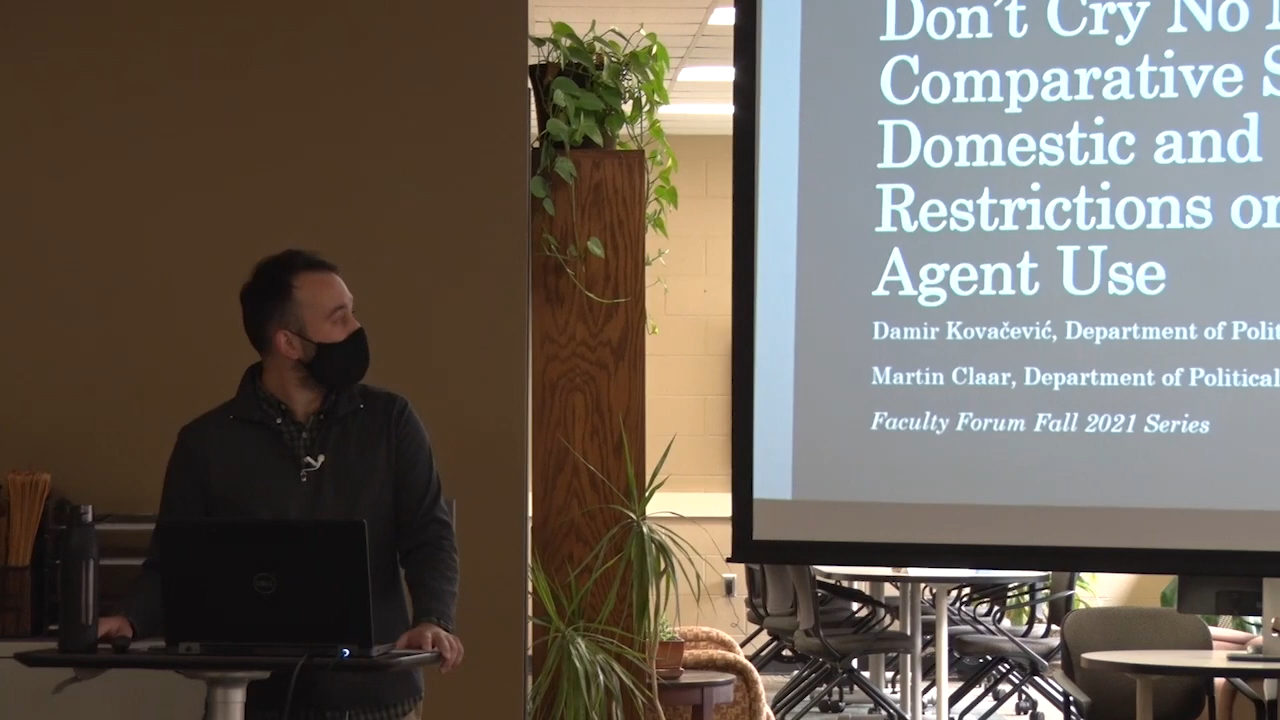 Don't Cry No
Comparative
Domestic and
Restrictions
Agent Use
Damir Kovačević, Department of
Martin Claar, Department of Political
Faculty Forum Fall 2021 Series
DELL